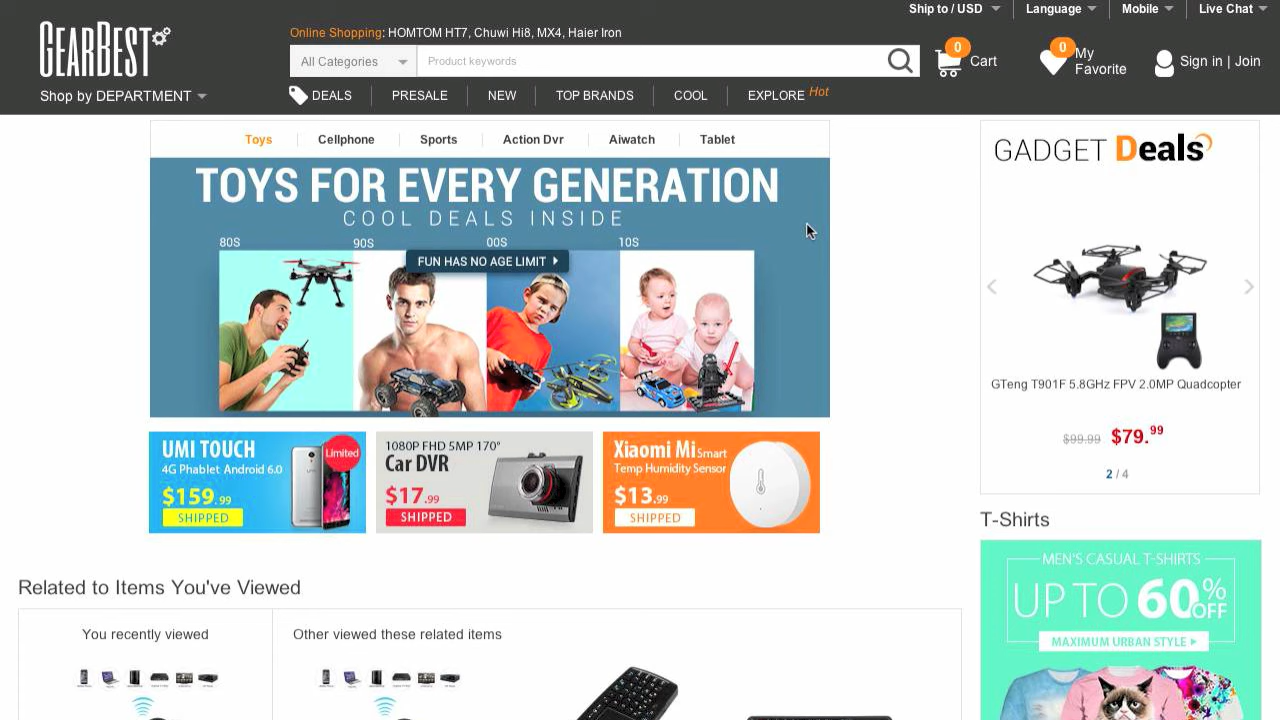 Ship to / USD
Language
Mobile
Live Chat
GEARBEST
Online Shopping: HOMTOM HT7, Chuwi Hi8, MX4, Haier Iron
All Categories
Product keywords
0
Cart
0
My Favorite
Sign in | Join
Shop by DEPARTMENT
DEALS
PRESALE
NEW
TOP BRANDS
COOL
EXPLORE Hot
Toys
Cellphone
Sports
Action Dvr
Aiwatch
Tablet
TOYS FOR EVERY GENERATION
COOL DEALS INSIDE
80S
90S
00S
10S
FUN HAS NO AGE LIMIT
GADGET Deals
GTeng T901F 5.8GHz FPV 2.0MP Quadcopter
$99.99 $79.99
2 / 4
UMI TOUCH
4G Phablet Android 6.0
$159.99
SHIPPED
Limited
1080P FHD 5MP 170°
Car DVR
$17.99
SHIPPED
Xiaomi Mi Smart
Temp Humidity Sensor
$13.99
SHIPPED
T-Shirts
MEN'S CASUAL T-SHIRTS
UP TO 60% OFF
MAXIMUM URBAN STYLE
Related to Items You've Viewed
You recently viewed
Other viewed these related items